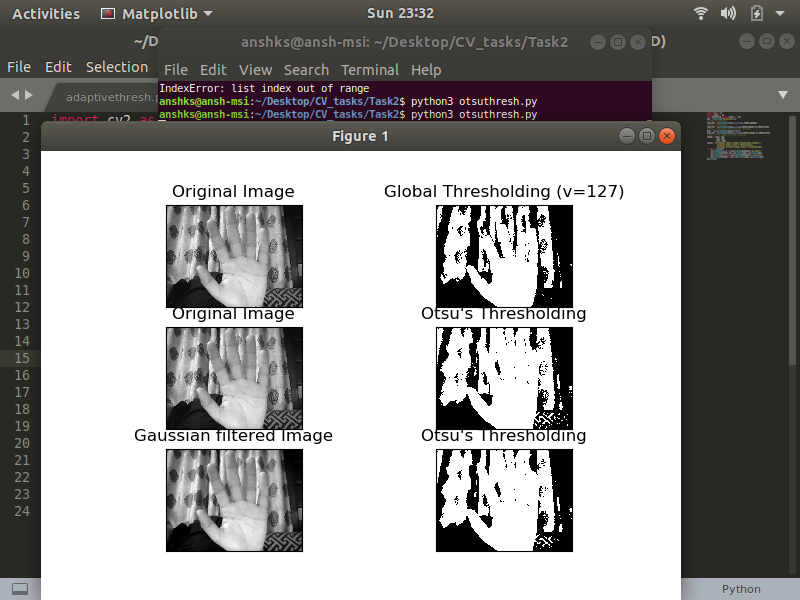 Activities Matplotlib Sun 23:32
~/D anshks@ansh-msi: ~/Desktop/CV_tasks/Task2 D)
File Edit Selection
File Edit View Search Terminal Help
IndexError: list index out of range
adaptivethresh.
anshks@ansh-msi:~/Desktop/CV_tasks/Task2$ python3 otsuthresh.py
anshks@ansh-msi:~/Desktop/CV_tasks/Task2$ python3 otsuthresh.py
1 import cv2 as
Figure 1
2
3
4
5
6
7
8
9
10
11
12
13
14
15
16
17
18
19
20
21
22
23
24
Original Image Global Thresholding (v=127)
Original Image Otsu's Thresholding
Gaussian filtered Image Otsu's Thresholding
Python